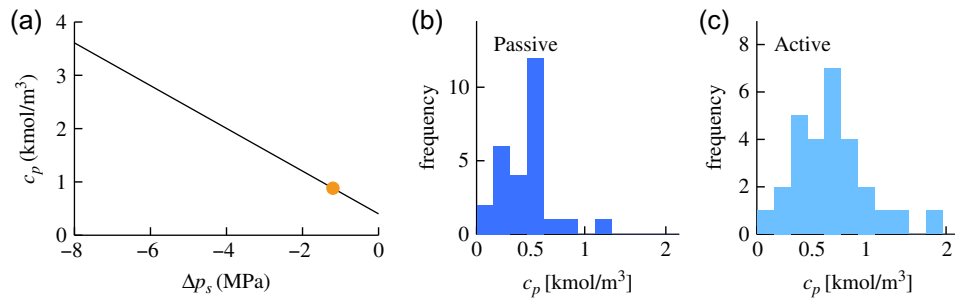 (a)
4
3
2
1
0
c_p (kmol/m³)
−8
−6
−4
−2
0
Δp_s (MPa)
(b)
Passive
10
5
0
frequency
0
0.5
1
2
c_p [kmol/m³]
(c)
Active
8
6
4
2
0
frequency
0
0.5
1
2
c_p [kmol/m³]